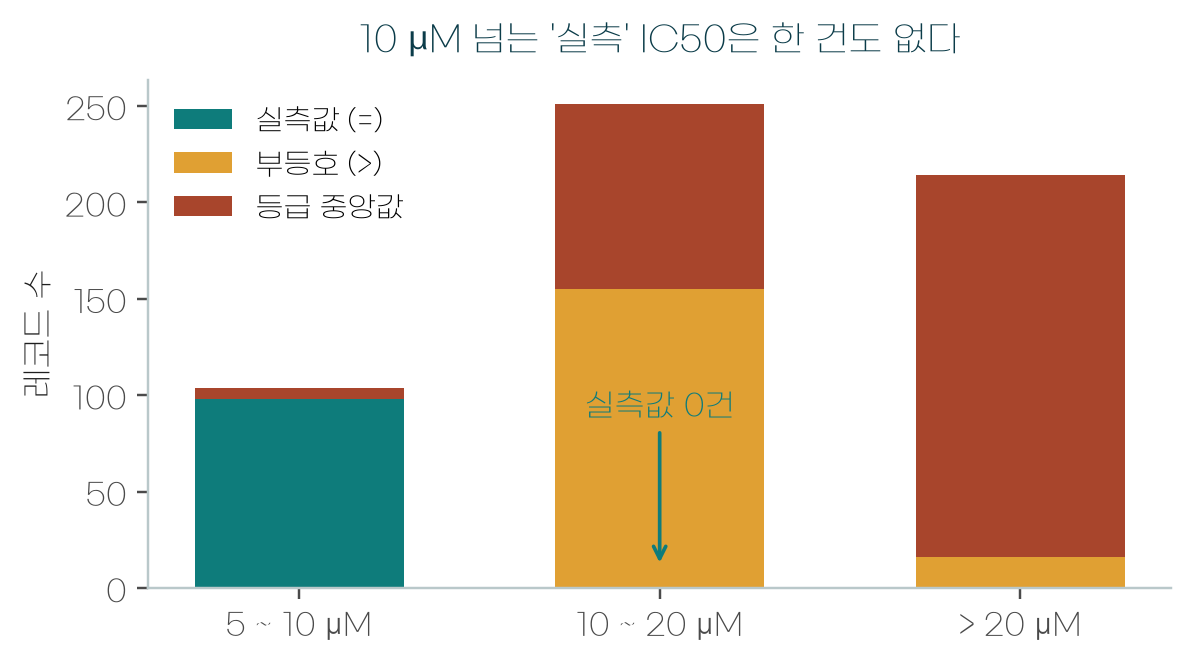 10 µM 넘는 '실측' IC50은 한 건도 없다
실측값 (=)
부등호 (>)
등급 중앙값
레코드 수
250
200
150
100
50
0
실측값 0건
5 ~ 10 µM
10 ~ 20 µM
> 20 µM